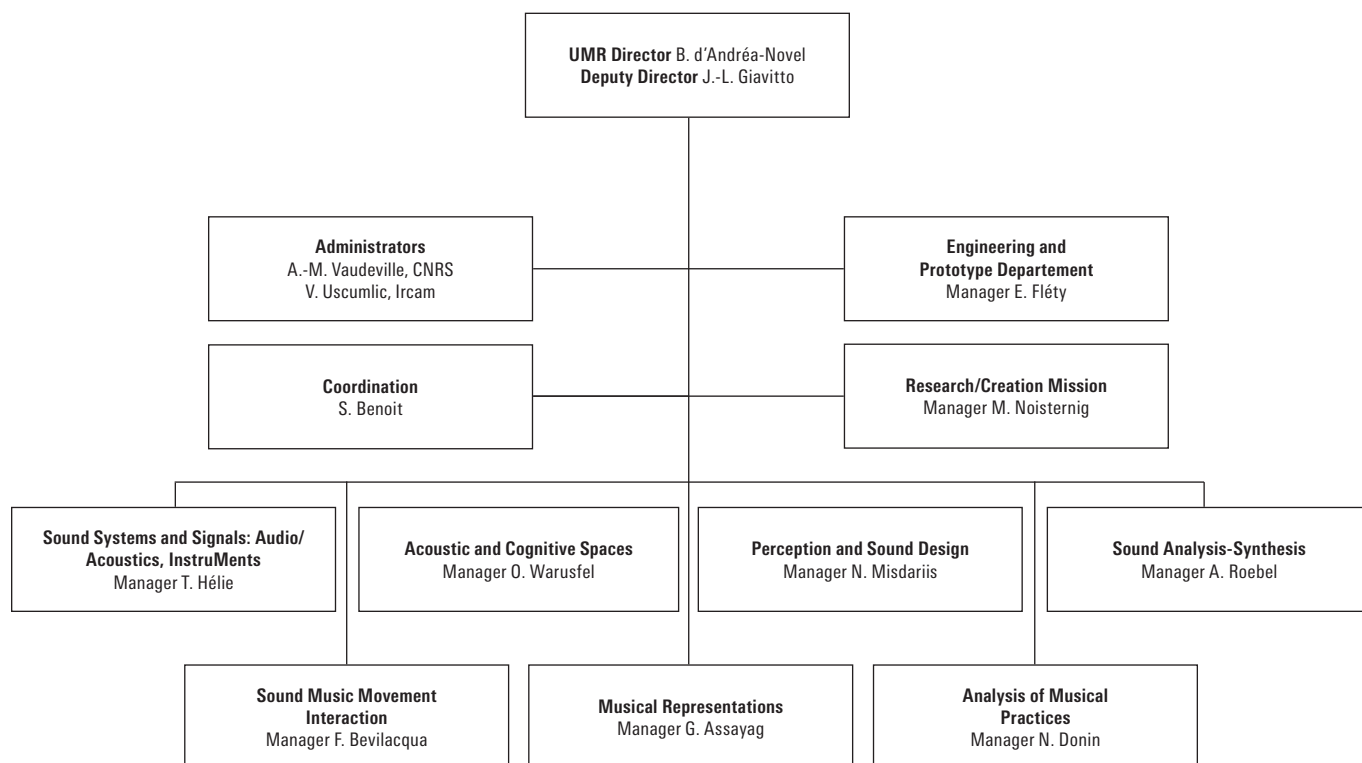 UMR Director B. d‘Andréa-Novel
Deputy Director J.-L. Giavitto
Administrators
A.-M. Vaudeville, CNRS
V. Uscumlic, Ircam
Engineering and
Prototype Departement
Manager E. Fléty
Coordination
S. Benoit
Research/Creation Mission
Manager M. Noisternig
Sound Systems and Signals: Audio/
Acoustics, InstruMents
Manager T. Hélie
Acoustic and Cognitive Spaces
Manager O. Warusfel
Perception and Sound Design
Manager N. Misdariis
Sound Analysis-Synthesis
Manager A. Roebel
Sound Music Movement
Interaction
Manager F. Bevilacqua
Musical Representations
Manager G. Assayag
Analysis of Musical
Practices
Manager N. Donin